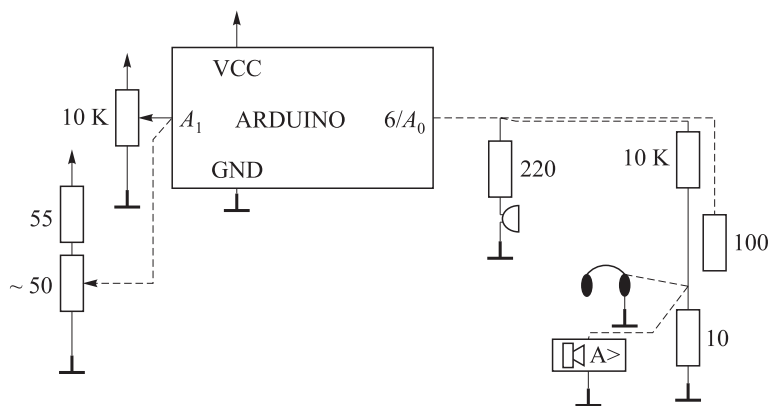 VCC
10 K
A₁
ARDUINO
6/A₀
10 K
GND
220
55
100
~ 50
10
A>